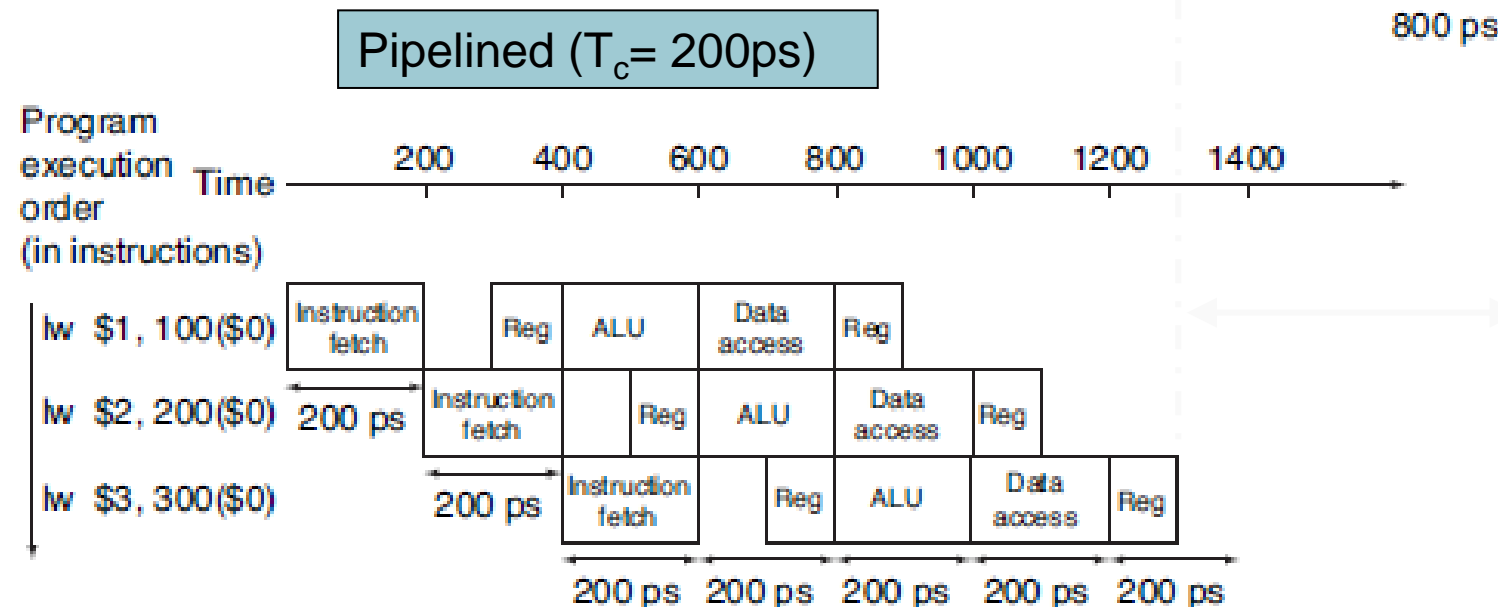 800 ps
Pipelined (Tc= 200ps)
Program
execution
order
(in instructions)
Time
200 400 600 800 1000 1200 1400
lw $1, 100($0)
Instruction
fetch
Reg
ALU
Data
access
Reg
lw $2, 200($0)
200 ps
Instruction
fetch
Reg
ALU
Data
access
Reg
lw $3, 300($0)
200 ps
Instruction
fetch
Reg
ALU
Data
access
Reg
200 ps 200 ps 200 ps 200 ps 200 ps